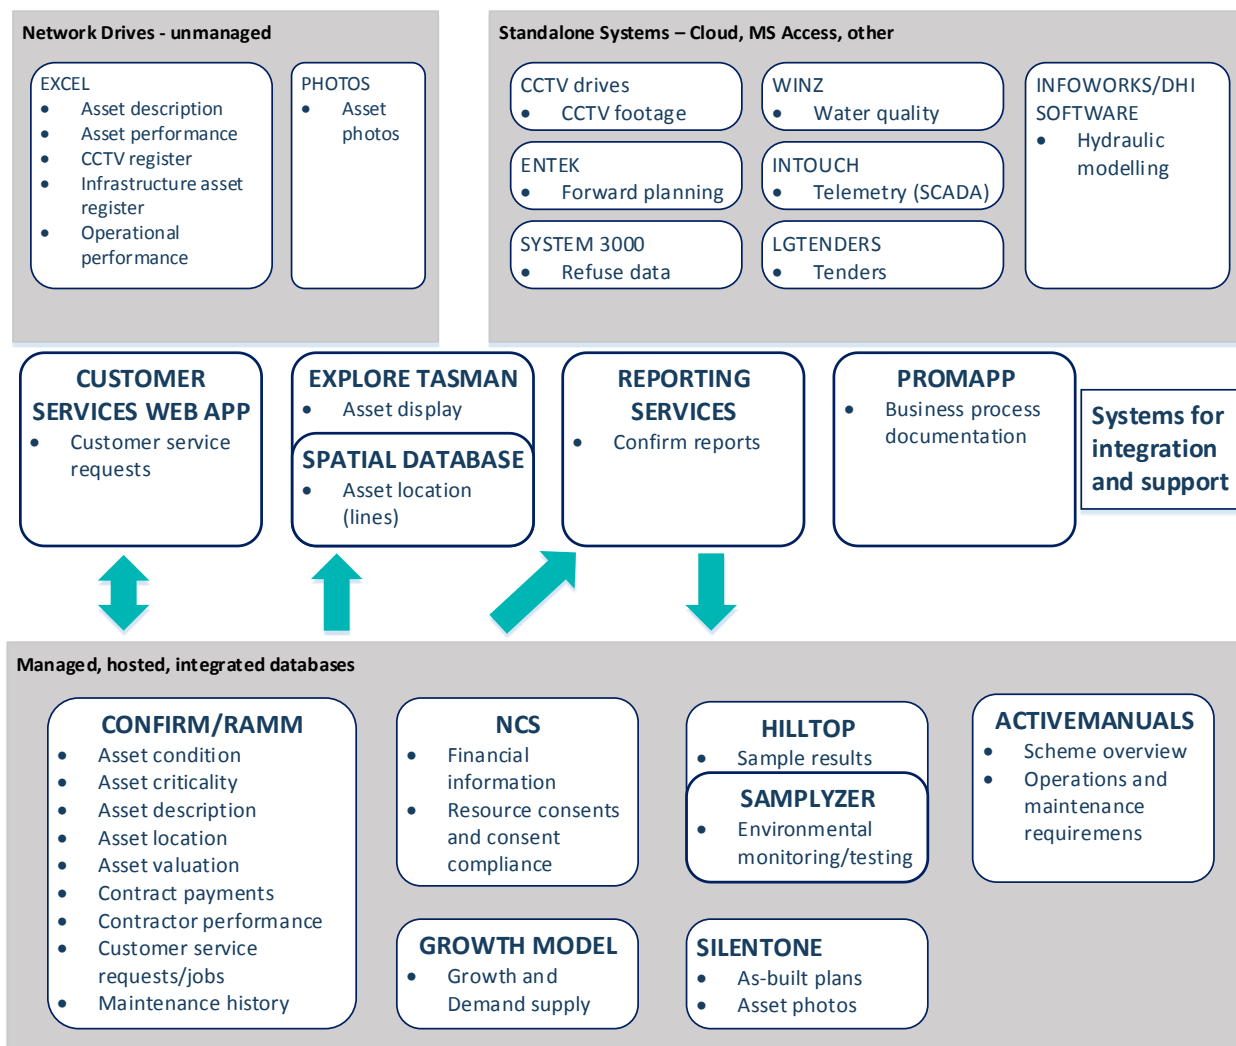 Network Drives - unmanaged
EXCEL
• Asset description
• Asset performance
• CCTV register
• Infrastructure asset
register
• Operational
performance
PHOTOS
• Asset
photos
Standalone Systems – Cloud, MS Access, other
CCTV drives
• CCTV footage
WINZ
• Water quality
INFOWORKS/DHI
SOFTWARE
• Hydraulic
modelling
ENTEK
• Forward planning
INTOUCH
• Telemetry (SCADA)
SYSTEM 3000
• Refuse data
LGTENDERS
• Tenders
CUSTOMER
SERVICES WEB APP
• Customer service
requests
EXPLORE TASMAN
• Asset display
SPATIAL DATABASE
• Asset location
(lines)
REPORTING
SERVICES
• Confirm reports
PROMAPP
• Business process
documentation
Systems for
integration
and support
Managed, hosted, integrated databases
CONFIRM/RAMM
• Asset condition
• Asset criticality
• Asset description
• Asset location
• Asset valuation
• Contract payments
• Contractor performance
• Customer service
requests/jobs
• Maintenance history
NCS
• Financial
information
• Resource consents
and consent
compliance
HILLTOP
• Sample results
SAMPLYZER
• Environmental
monitoring/testing
ACTIVEMANUALS
• Scheme overview
• Operations and
maintenance
requiremens
GROWTH MODEL
• Growth and
Demand supply
SILENTONE
• As-built plans
• Asset photos